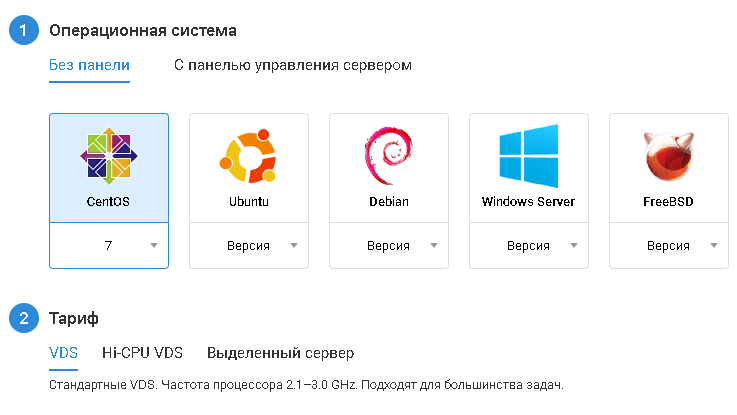 1 Операционная система
Без панели С панелью управления сервером
CentOS Ubuntu Debian Windows Server FreeBSD
7 Версия Версия Версия Версия
2 Тариф
VDS Hi-CPU VDS Выделенный сервер
Стандартные VDS. Частота процессора 2.1–3.0 GHz. Подходят для большинства задач.